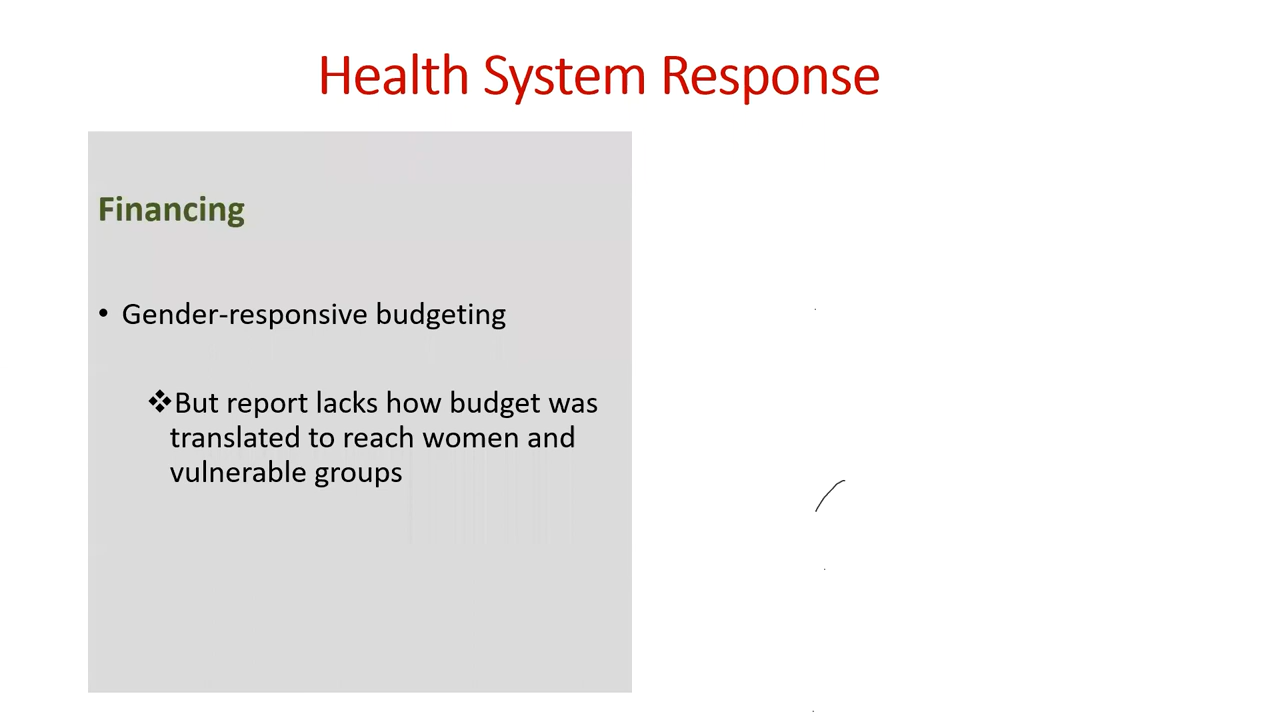 Health System Response
Financing
• Gender-responsive budgeting
❖But report lacks how budget was
translated to reach women and
vulnerable groups